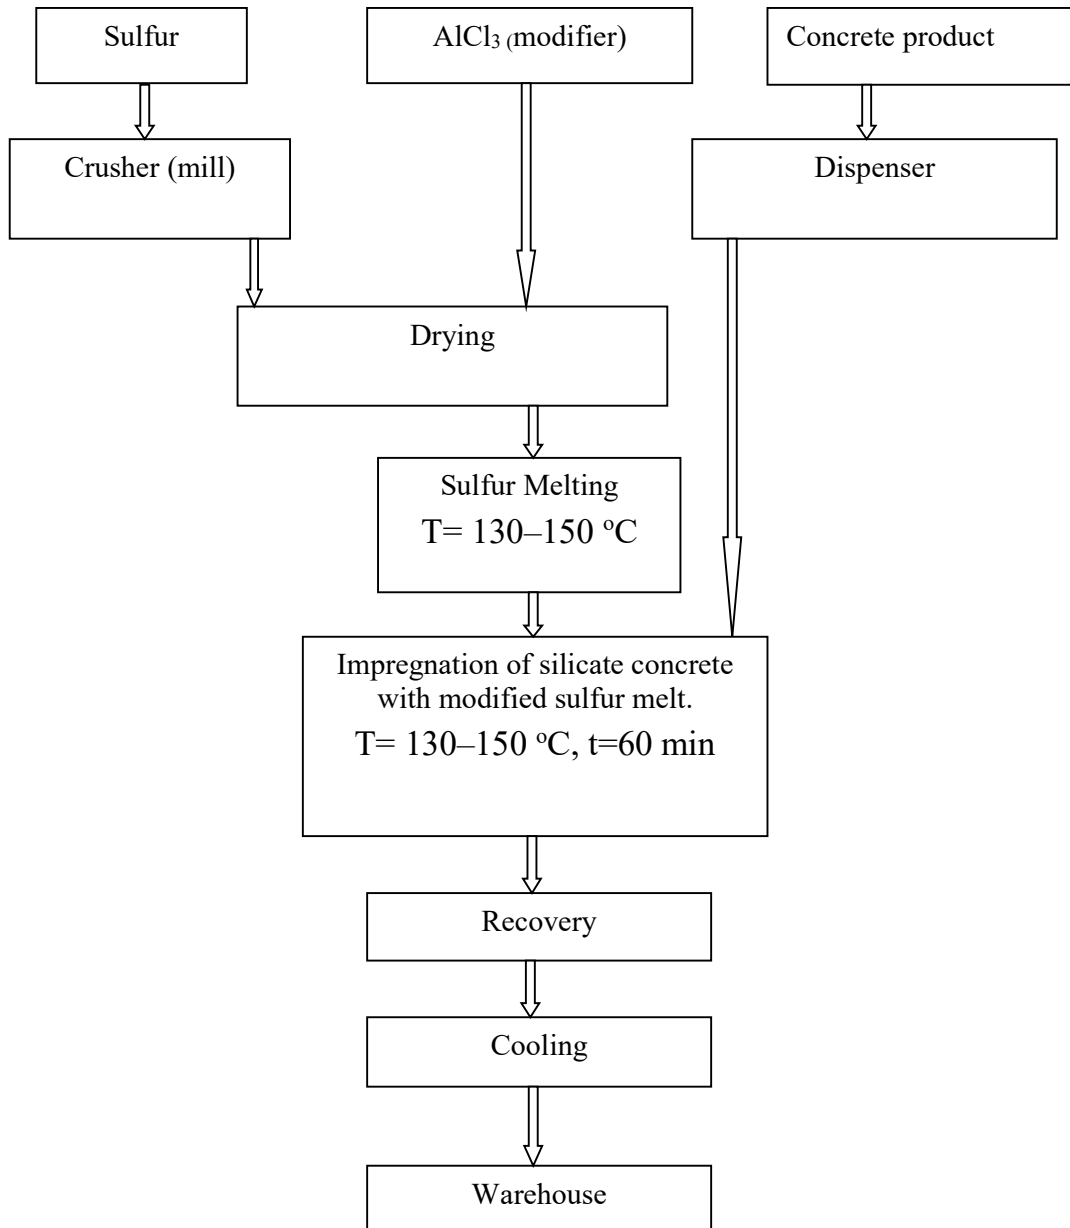 Sulfur
AlCl₃ (modifier)
Concrete product
Crusher (mill)
Dispenser
Drying
Sulfur Melting
T= 130–150 ºC
Impregnation of silicate concrete
with modified sulfur melt.
T= 130–150 ºC, t=60 min
Recovery
Cooling
Warehouse